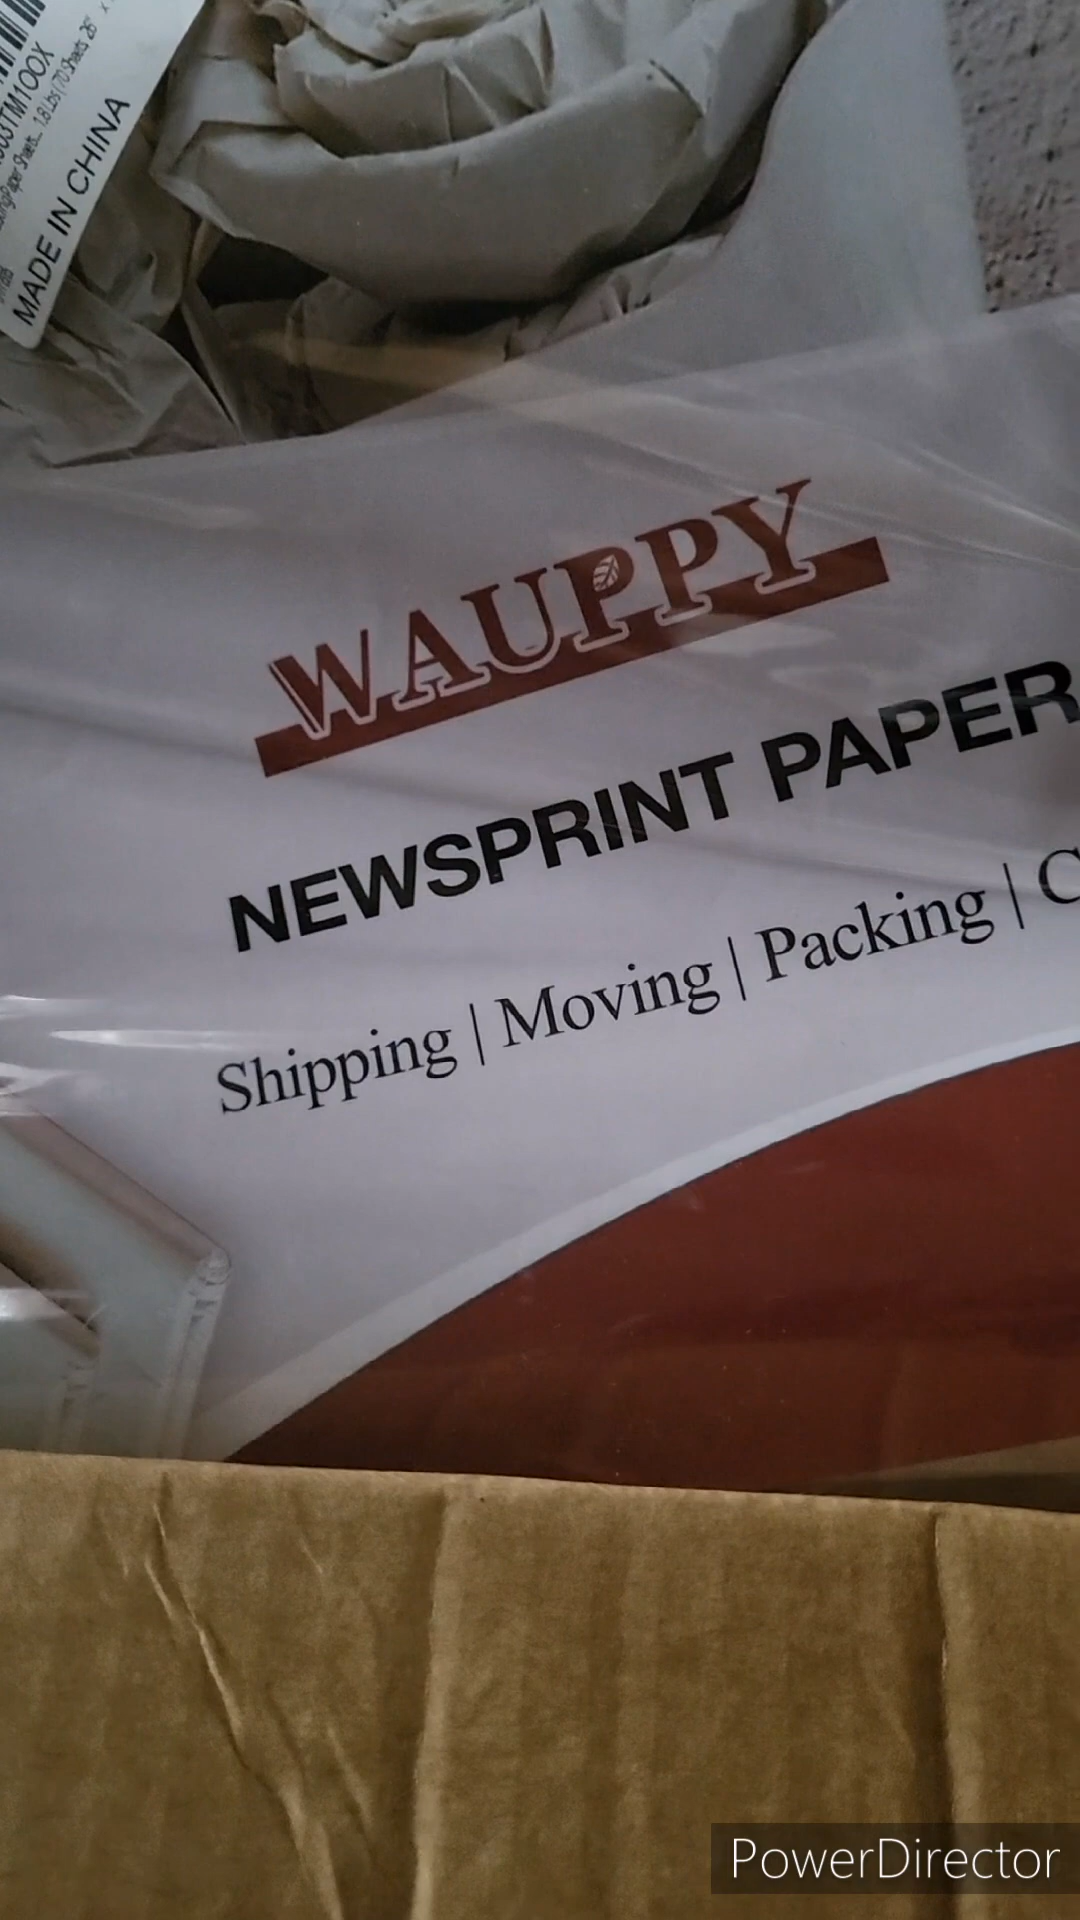 MADE IN CHINA
WAUPPY
NEWSPRINT PAPER
Shipping | Moving | Packing | C
PowerDirector